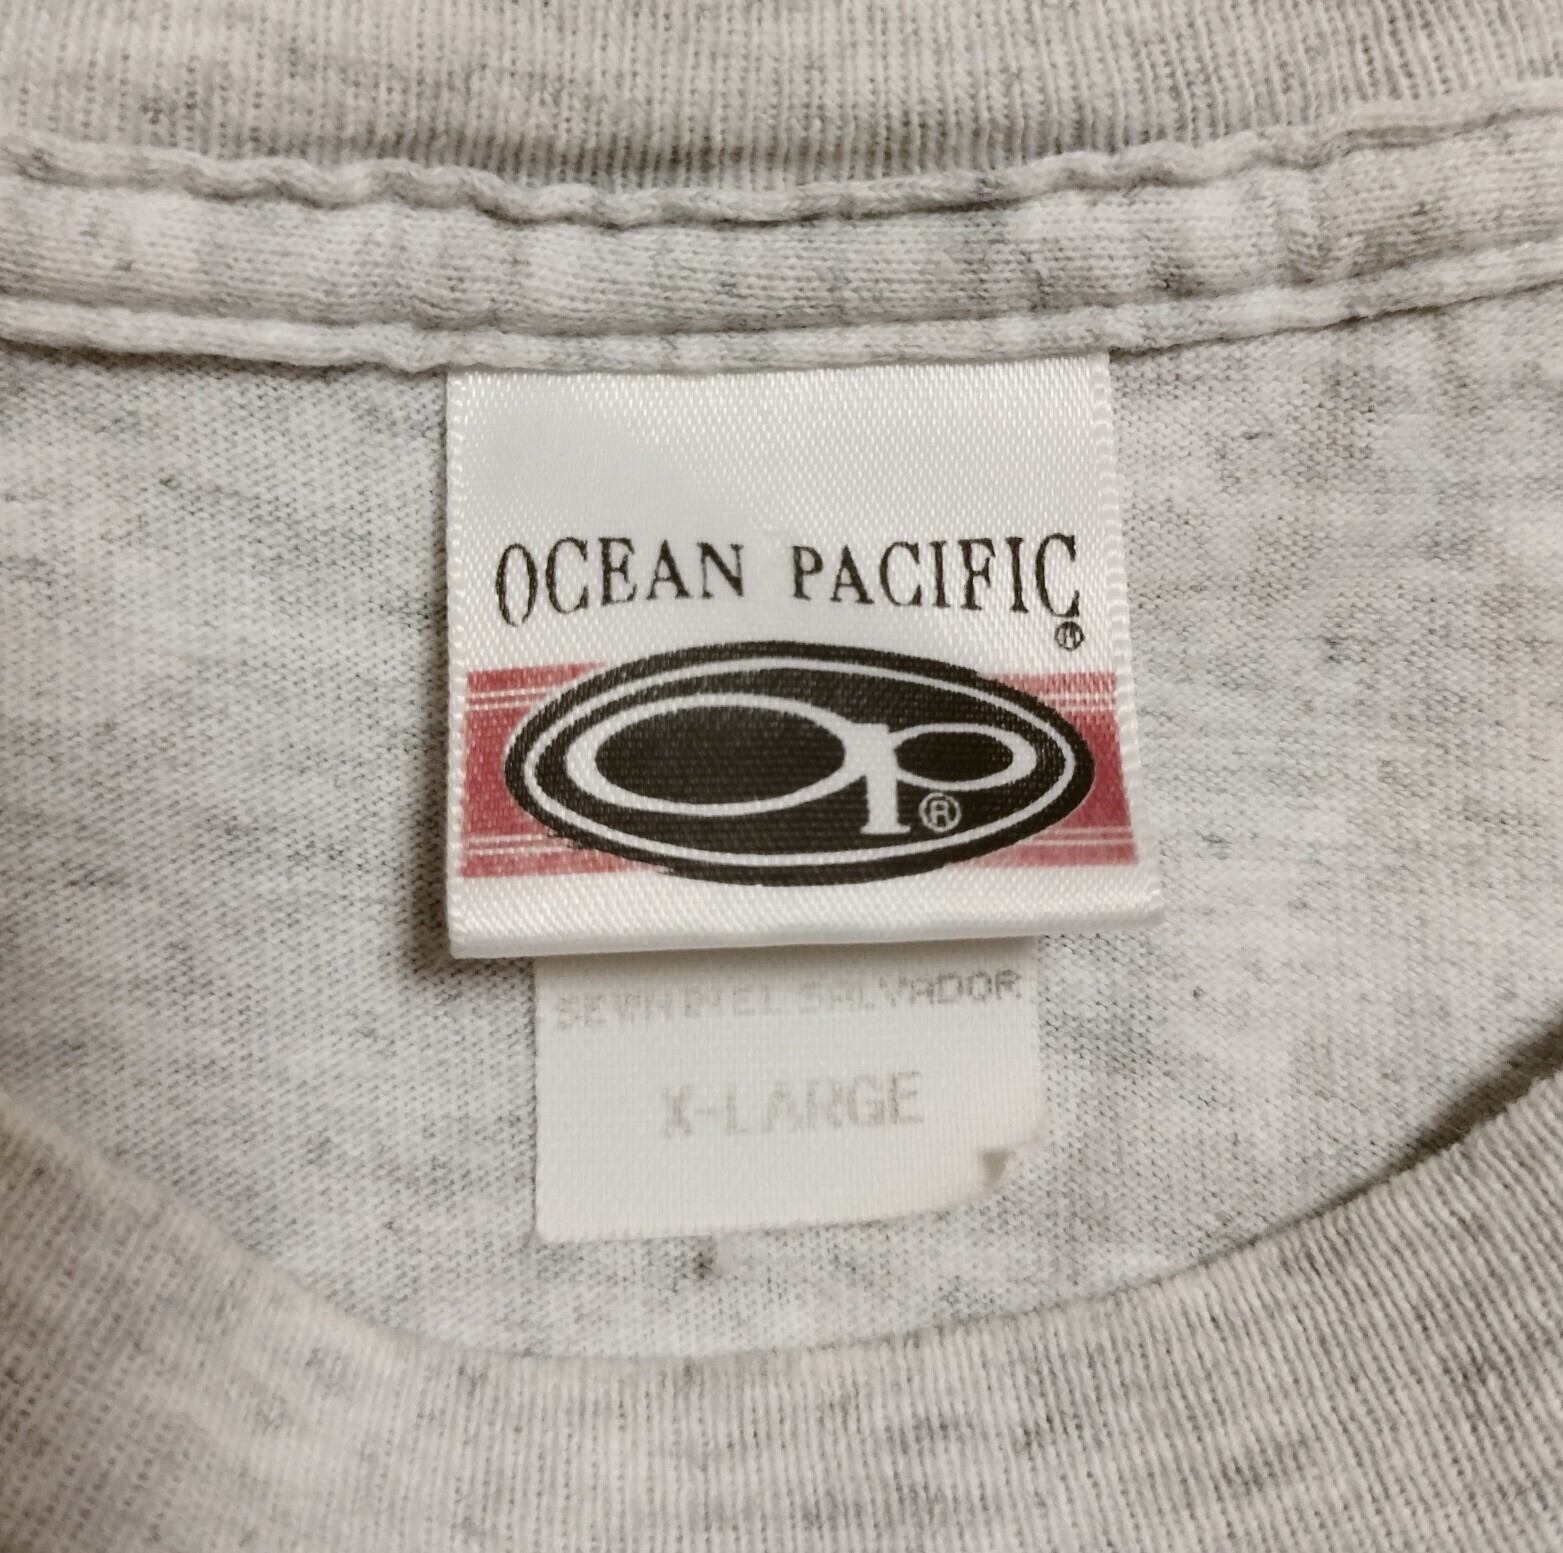 OCEAN PACIFIC
®
Op ®
SEWN IN EL SALVADOR
X-LARGE